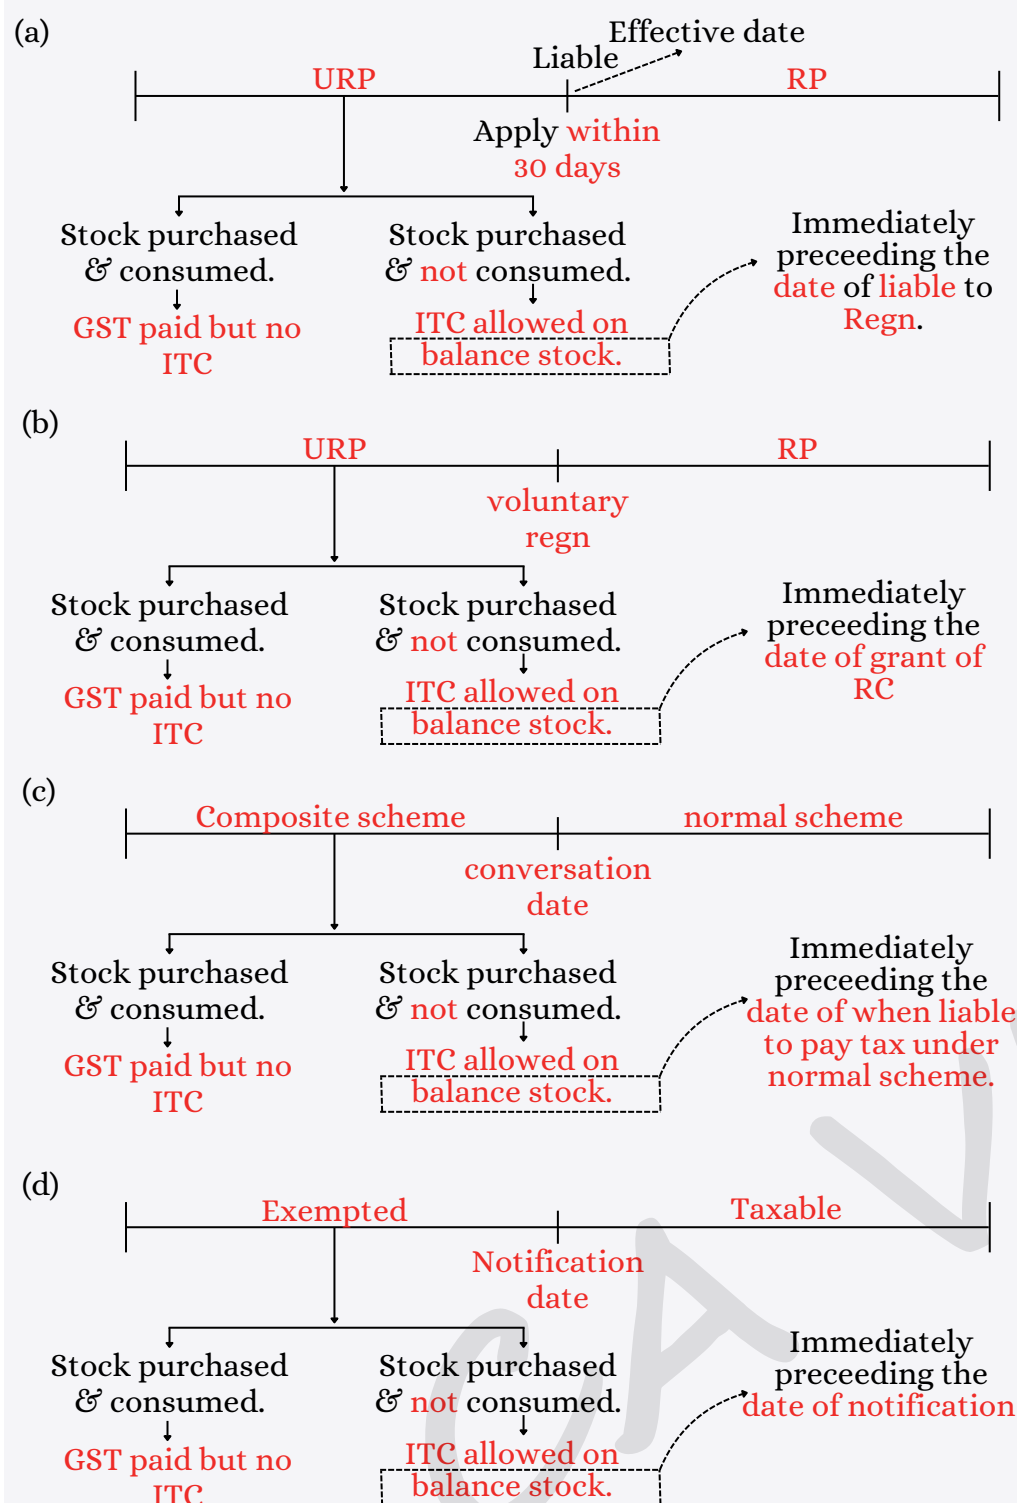 (a)
Effective date
Liable
URP
RP
Apply within
30 days
Stock purchased
& consumed.
GST paid but no
ITC
Stock purchased
& not consumed.
ITC allowed on
balance stock.
Immediately
preceeding the
date of liable to
Regn.
(b)
URP
RP
voluntary
regn
Stock purchased
& consumed.
GST paid but no
ITC
Stock purchased
& not consumed.
ITC allowed on
balance stock.
Immediately
preceeding the
date of grant of
RC
(c)
Composite scheme
normal scheme
conversation
date
Stock purchased
& consumed.
GST paid but no
ITC
Stock purchased
& not consumed.
ITC allowed on
balance stock.
Immediately
preceeding the
date of when liable
to pay tax under
normal scheme.
(d)
Exempted
Taxable
Notification
date
Stock purchased
& consumed.
GST paid but no
ITC
Stock purchased
& not consumed.
ITC allowed on
balance stock.
Immediately
preceeding the
date of notification
CA V